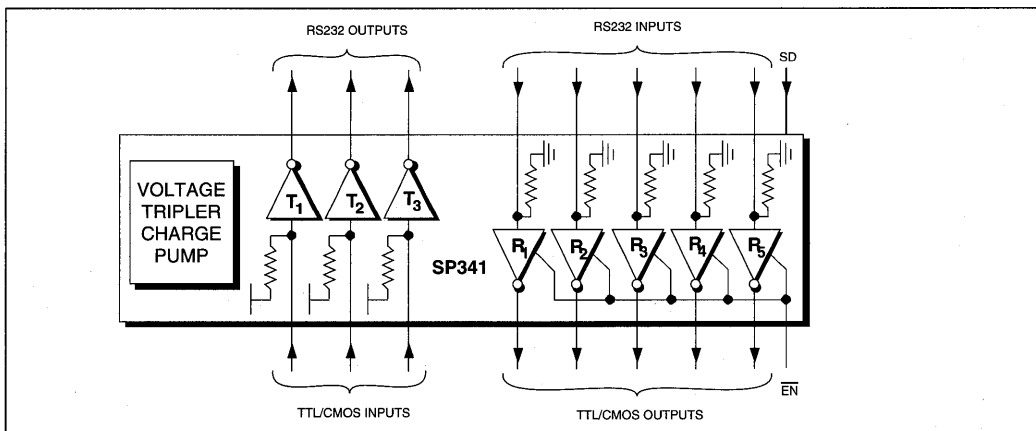 RS232 OUTPUTS
RS232 INPUTS
SD
VOLTAGE
TRIPLER
CHARGE
PUMP
T1
T2
T3
SP341
R1
R2
R3
R4
R5
TTL/CMOS INPUTS
TTL/CMOS OUTPUTS
E̅N̅